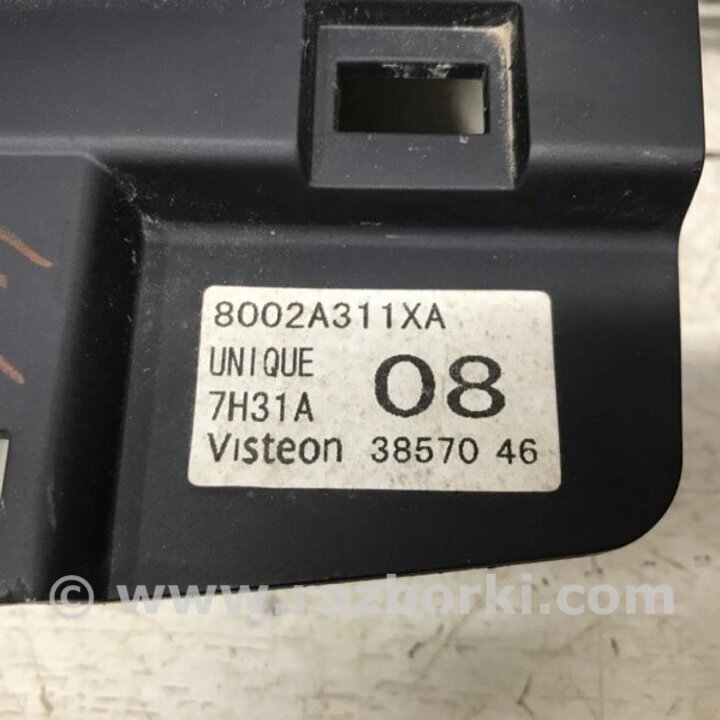 8002A311XA
UNIQUE 08
7H31A
Visteon 38570 46
© www.razborki.com